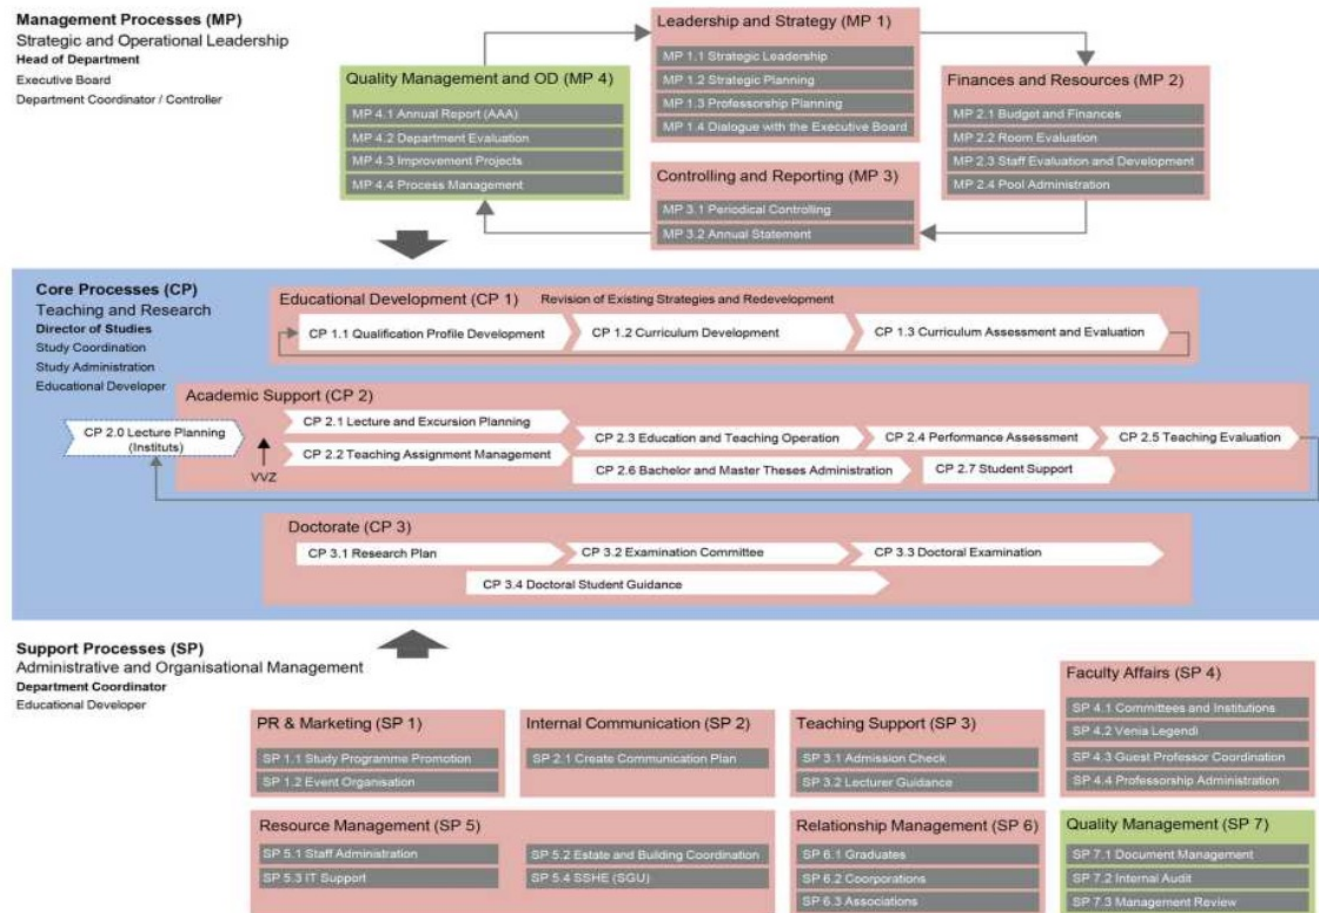 Management Processes (MP)
Strategic and Operational Leadership
Head of Department
Executive Board
Department Coordinator / Controller
Quality Management and OD (MP 4)
MP 4.1 Annual Report (AAA)
MP 4.2 Department Evaluation
MP 4.3 Improvement Projects
MP 4.4 Process Management
Leadership and Strategy (MP 1)
MP 1.1 Strategic Leadership
MP 1.2 Strategic Planning
MP 1.3 Professorship Planning
MP 1.4 Dialogue with the Executive Board
Finances and Resources (MP 2)
MP 2.1 Budget and Finances
MP 2.2 Room Evaluation
MP 2.3 Staff Evaluation and Development
MP 2.4 Pool Administration
Controlling and Reporting (MP 3)
MP 3.1 Periodical Controlling
MP 3.2 Annual Statement
Core Processes (CP)
Teaching and Research
Director of Studies
Study Coordination
Study Administration
Educational Developer
Educational Development (CP 1) Revision of Existing Strategies and Redevelopment
CP 1.1 Qualification Profile Development
CP 1.2 Curriculum Development
CP 1.3 Curriculum Assessment and Evaluation
Academic Support (CP 2)
CP 2.0 Lecture Planning
(Instituts)
VVZ
CP 2.1 Lecture and Excursion Planning
CP 2.2 Teaching Assignment Management
CP 2.3 Education and Teaching Operation
CP 2.4 Performance Assessment
CP 2.5 Teaching Evaluation
CP 2.6 Bachelor and Master Theses Administration
CP 2.7 Student Support
Doctorate (CP 3)
CP 3.1 Research Plan
CP 3.2 Examination Committee
CP 3.3 Doctoral Examination
CP 3.4 Doctoral Student Guidance
Support Processes (SP)
Administrative and Organisational Management
Department Coordinator
Educational Developer
PR & Marketing (SP 1)
SP 1.1 Study Programme Promotion
SP 1.2 Event Organisation
Internal Communication (SP 2)
SP 2.1 Create Communication Plan
Teaching Support (SP 3)
SP 3.1 Admission Check
SP 3.2 Lecturer Guidance
Faculty Affairs (SP 4)
SP 4.1 Committees and Institutions
SP 4.2 Venia Legendi
SP 4.3 Guest Professor Coordination
SP 4.4 Professorship Administration
Resource Management (SP 5)
SP 5.1 Staff Administration
SP 5.2 Estate and Building Coordination
SP 5.3 IT Support
SP 5.4 SSHE (SGU)
Relationship Management (SP 6)
SP 6.1 Graduates
SP 6.2 Coorporations
SP 6.3 Associations
Quality Management (SP 7)
SP 7.1 Document Management
SP 7.2 Internal Audit
SP 7.3 Management Review